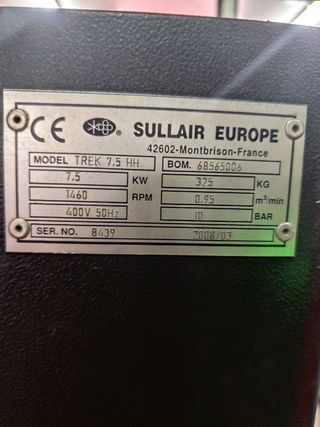 CE SULLAIR EUROPE
42602-Montbrison-France
MODEL TREK 7.5 HH BOM. 68565006
7.5 KW 325 KG
1460 RPM 0.95 m³/min
400V 50Hz 10 BAR
SER. NO. 8439 2008/03